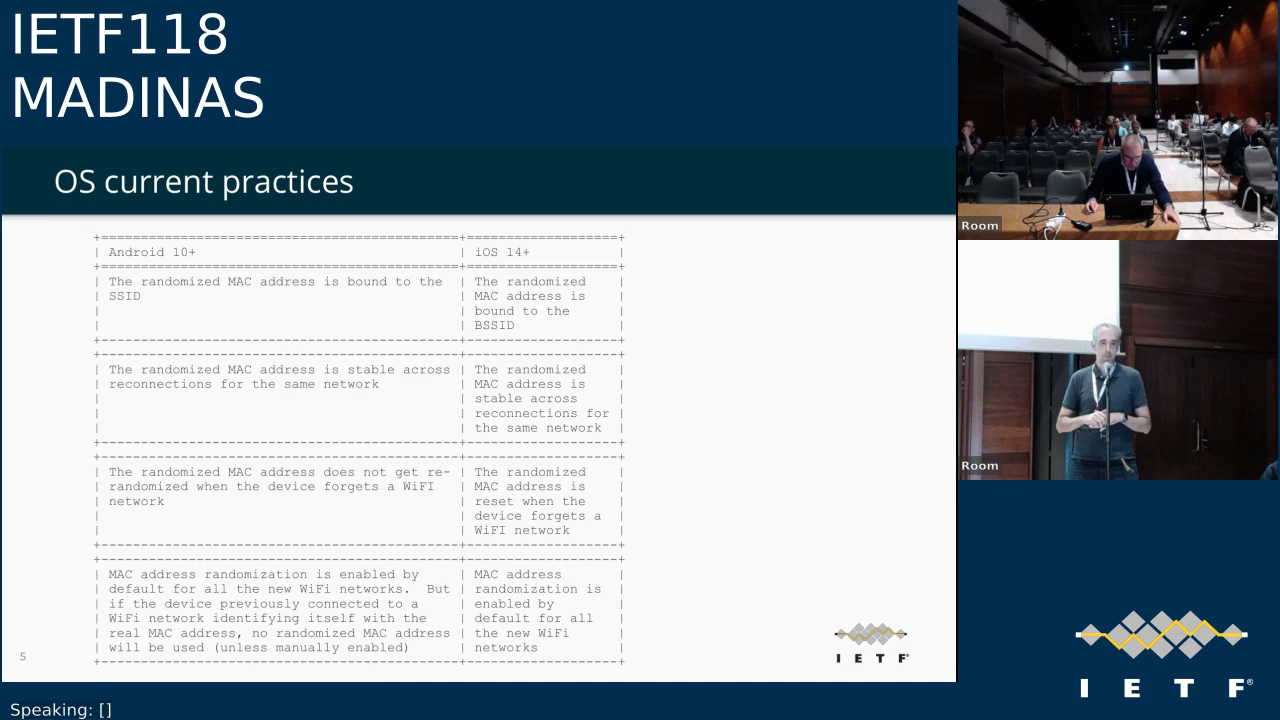 IETF118
MADINAS
OS current practices
+=============================================+===================+
| Android 10+ | iOS 14+ |
+=============================================+===================+
| The randomized MAC address is bound to the | The randomized |
| SSID | MAC address is |
| | bound to the |
| | BSSID |
+---------------------------------------------+-------------------+
+---------------------------------------------+-------------------+
| The randomized MAC address is stable across | The randomized |
| reconnections for the same network | MAC address is |
| | stable across |
| | reconnections for |
| | the same network |
+---------------------------------------------+-------------------+
+---------------------------------------------+-------------------+
| The randomized MAC address does not get re- | The randomized |
| randomized when the device forgets a WiFI | MAC address is |
| network | reset when the |
| | device forgets a |
| | WiFI network |
+---------------------------------------------+-------------------+
+---------------------------------------------+-------------------+
| MAC address randomization is enabled by | MAC address |
| default for all the new WiFi networks. But | randomization is |
| if the device previously connected to a | enabled by |
| WiFi network identifying itself with the | default for all |
| real MAC address, no randomized MAC address | the new WiFi |
| will be used (unless manually enabled) | networks |
+---------------------------------------------+-------------------+
5
I E T F
Speaking: []
Room
Room
I E T F®